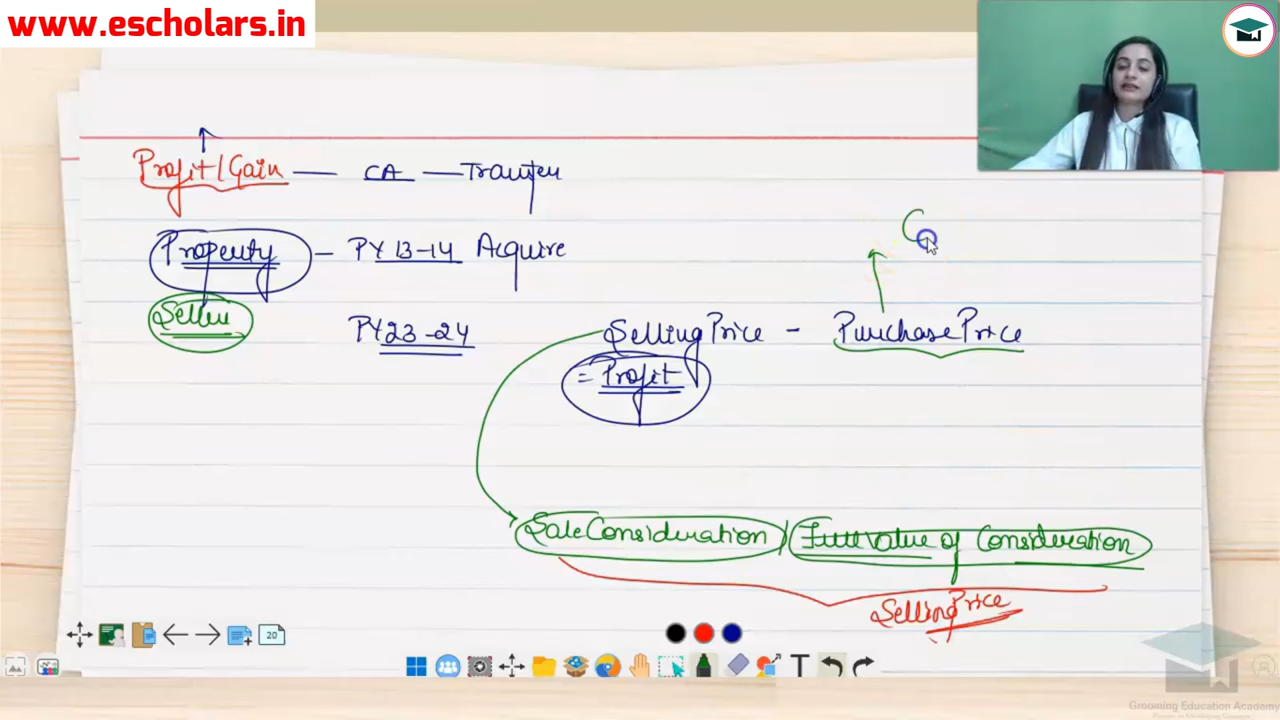 www.escholars.in
Profit/Gain — CA — Transfer
Property — PY 13-14 Acquire
Seller
PY 23-24 Selling Price - Purchase Price
= Profit
C
Sale Consideration / Full value of Consideration
Selling Price
20
T
Grooming Education Academy